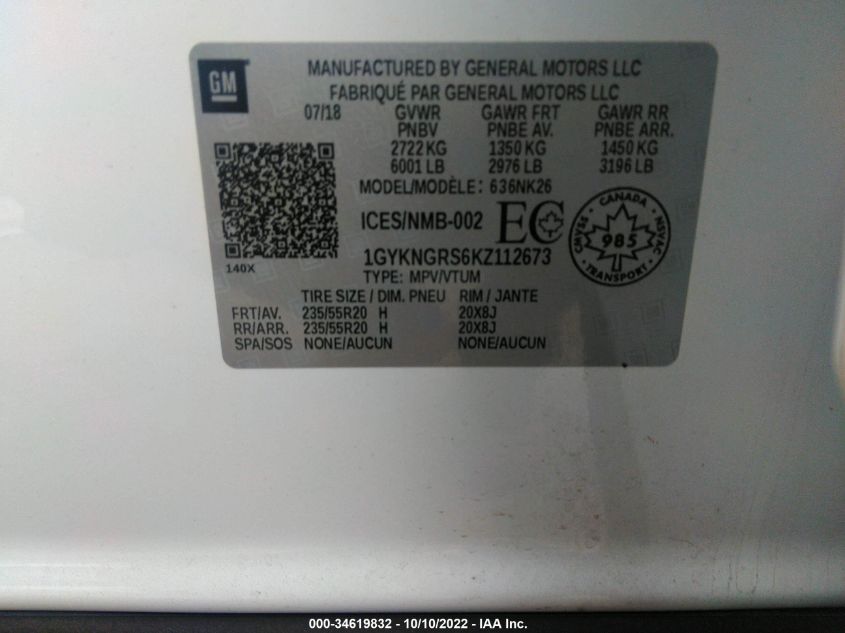 GM
MANUFACTURED BY GENERAL MOTORS LLC
FABRIQUÉ PAR GENERAL MOTORS LLC
07/18 GVWR GAWR FRT GAWR RR
PNBV PNBE AV. PNBE ARR.
2722 KG 1350 KG 1450 KG
6001 LB 2976 LB 3196 LB
MODEL/MODÈLE: 636NK26
ICES/NMB-002 EC
CANADA
985
TRANSPORT
NSVAC
1GYKNGRS6KZ112673
140X
TYPE: MPV/VTUM
TIRE SIZE / DIM. PNEU RIM / JANTE
FRT/AV. 235/55R20 H 20X8J
RR/ARR. 235/55R20 H 20X8J
SPA/SOS NONE/AUCUN NONE/AUCUN
000-34619832 - 10/10/2022 - IAA Inc.